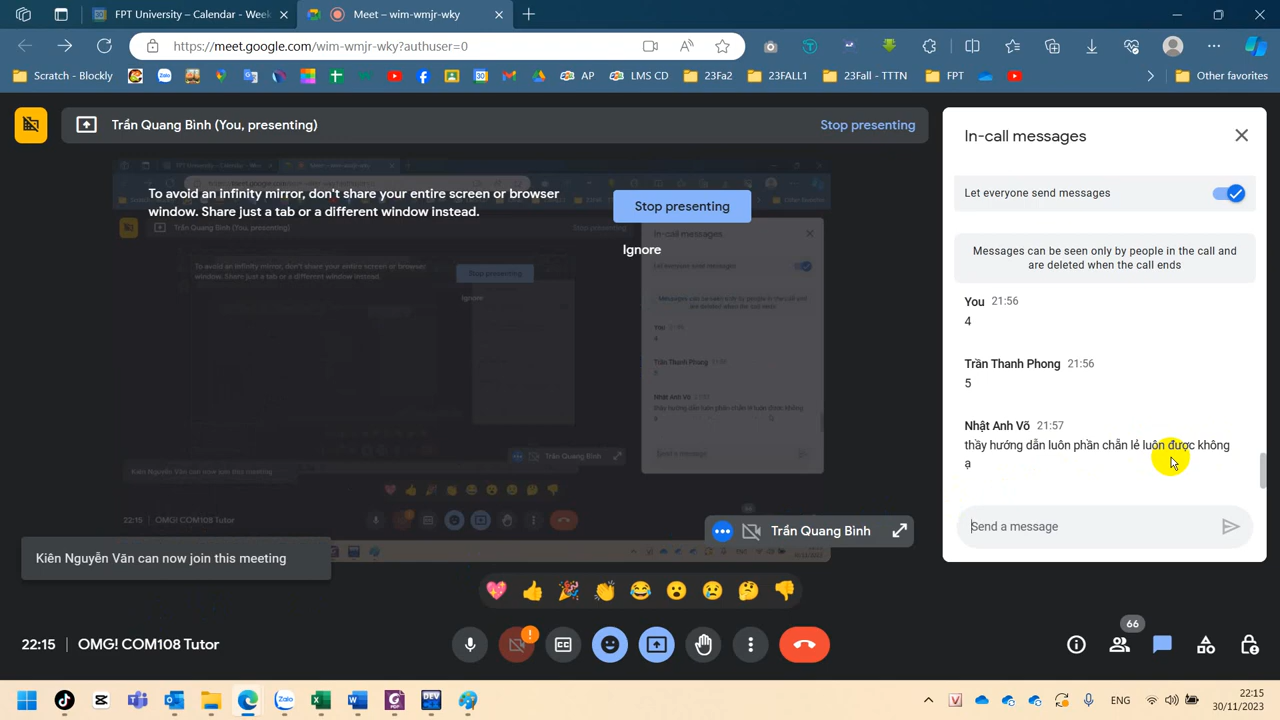 FPT University – Calendar - Week
Meet – wim-wmjr-wky
https://meet.google.com/wim-wmjr-wky?authuser=0
Scratch - Blockly
AP
LMS CD
23Fa2
23FALL1
23Fall - TTTN
FPT
Other favorites
Trần Quang Bình (You, presenting)
Stop presenting
To avoid an infinity mirror, don't share your entire screen or browser
window. Share just a tab or a different window instead.
Stop presenting
Ignore
In-call messages
Let everyone send messages
Messages can be seen only by people in the call and
are deleted when the call ends
You 21:56
4
Trần Thanh Phong 21:56
5
Nhật Anh Võ 21:57
thầy hướng dẫn luôn phần chẵn lẻ luôn được không
ạ
Send a message
Trần Quang Bình
Kiên Nguyễn Văn can now join this meeting
22:15 | OMG! COM108 Tutor
66
ENG
22:15
30/11/2023